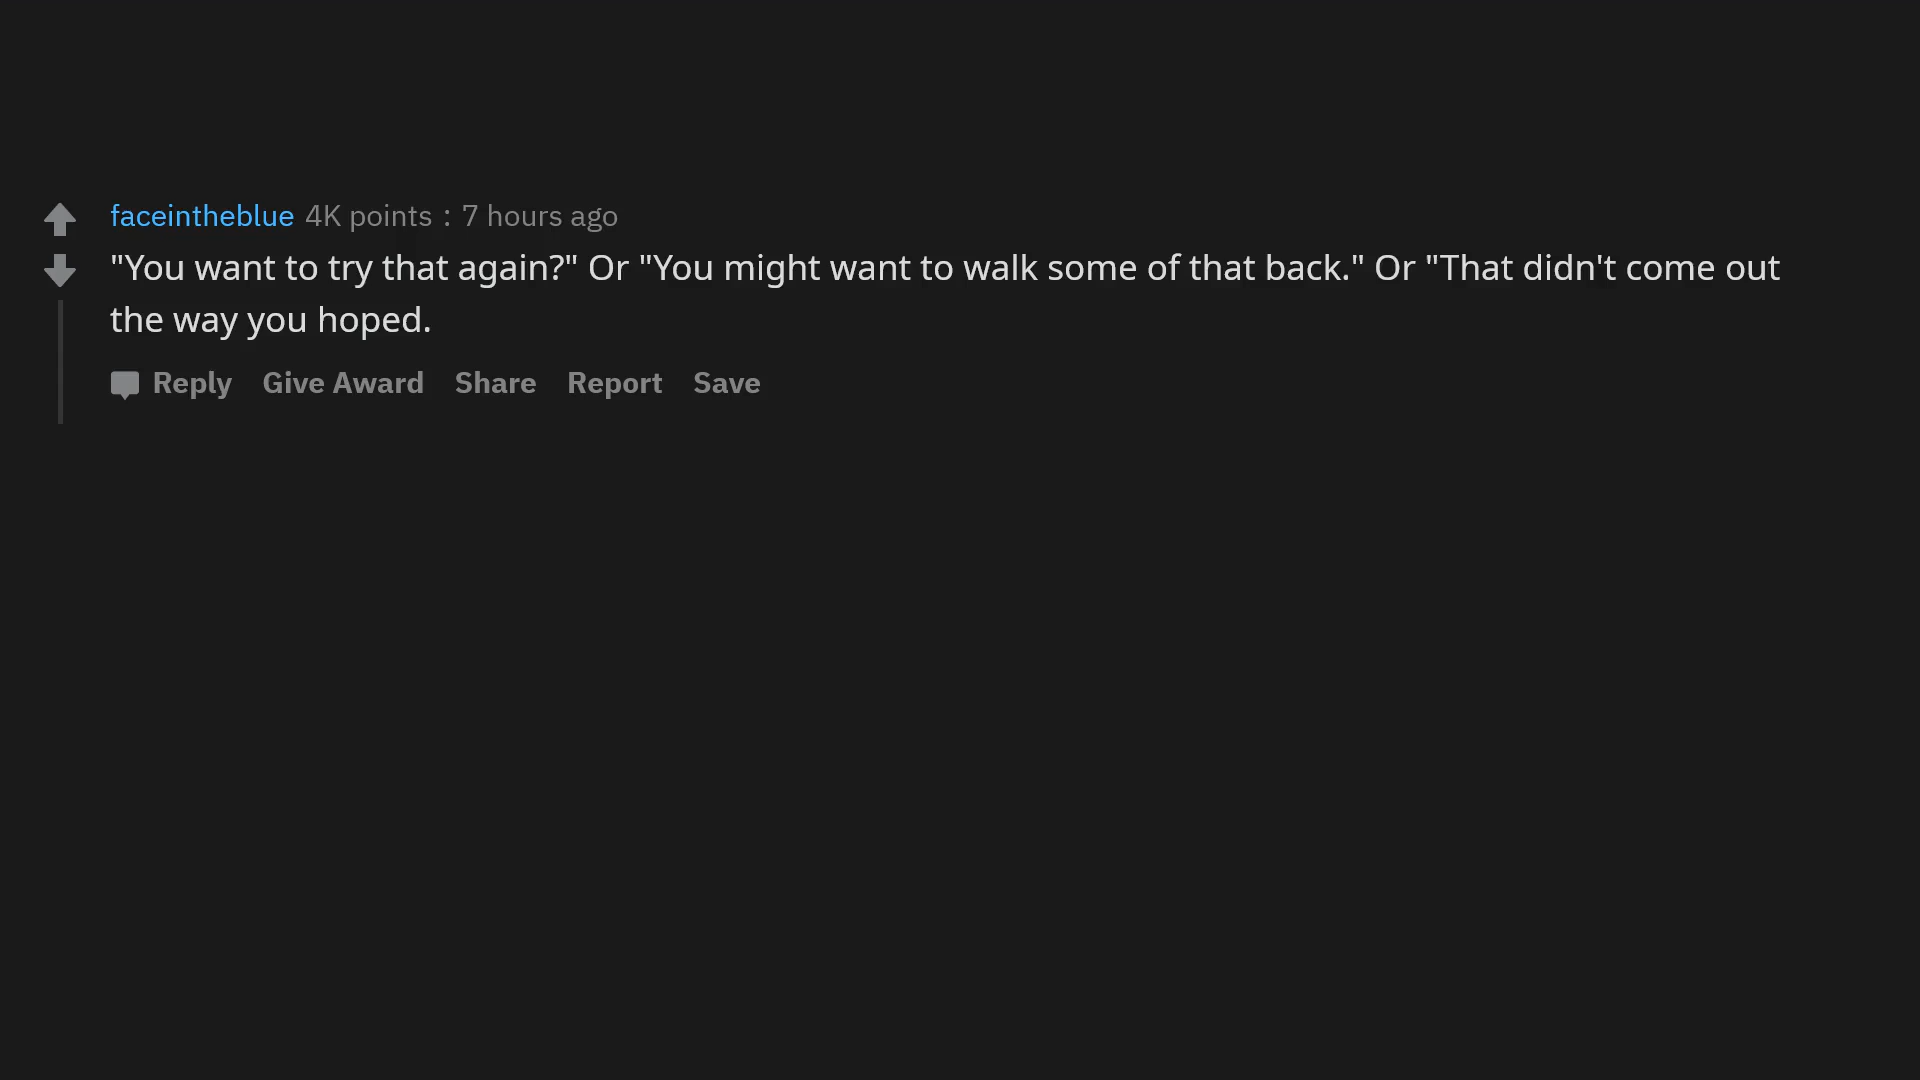 faceintheblue 4K points : 7 hours ago
"You want to try that again?" Or "You might want to walk some of that back." Or "That didn't come out
the way you hoped.
Reply Give Award Share Report Save